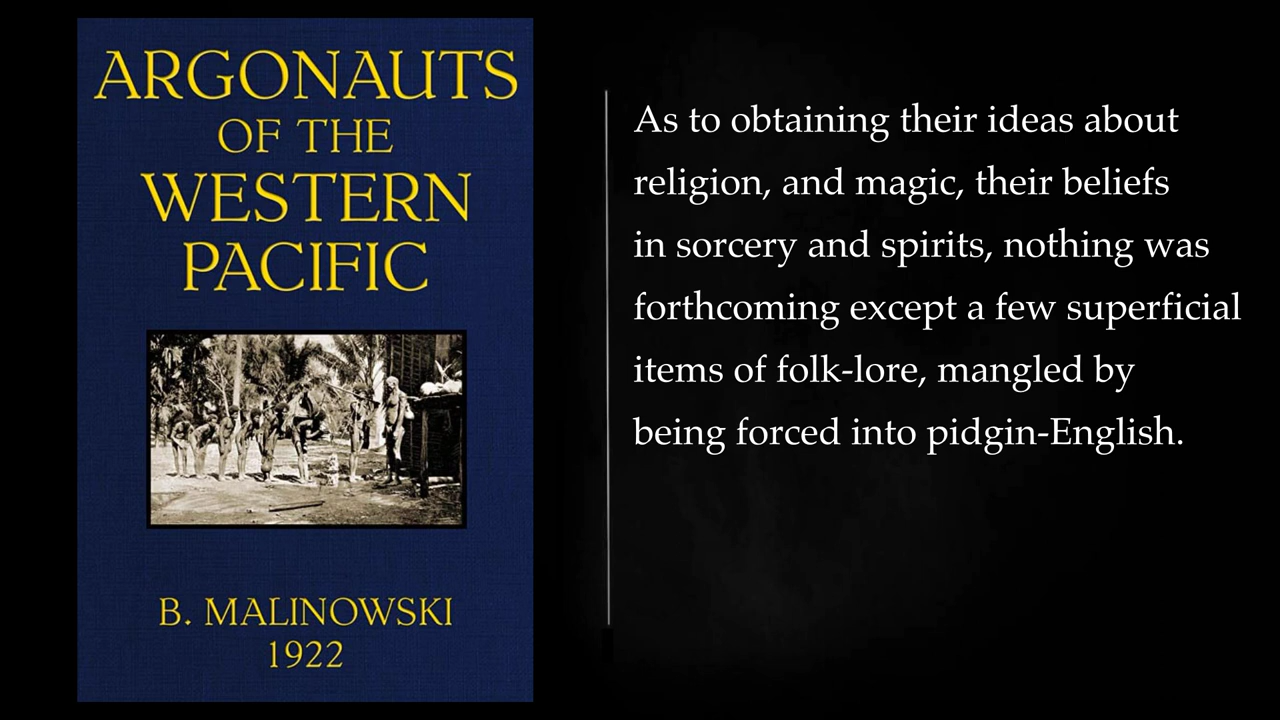 ARGONAUTS
OF THE
WESTERN
PACIFIC
B. MALINOWSKI
1922
As to obtaining their ideas about
religion, and magic, their beliefs
in sorcery and spirits, nothing was
forthcoming except a few superficial
items of folk-lore, mangled by
being forced into pidgin-English.